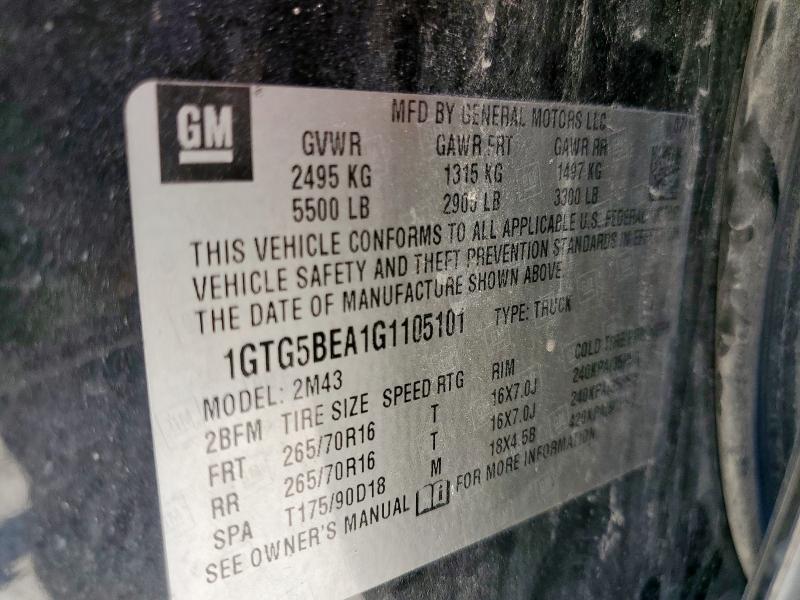 GM
MFD BY GENERAL MOTORS LLC
GVWR GAWR FRT GAWR RR
2495 KG 1315 KG 1497 KG
5500 LB 2905 LB 3300 LB
THIS VEHICLE CONFORMS TO ALL APPLICABLE U.S. FEDERAL
VEHICLE SAFETY AND THEFT PREVENTION STANDARDS IN EFFECT
THE DATE OF MANUFACTURE SHOWN ABOVE.
1GTG5BEA1G1105101 TYPE: TRUCK
MODEL: 2M43
2BFM TIRE SIZE SPEED RTG RIM COLD TIRE
FRT 265/70R16 T 16X7.0J
RR 265/70R16 T 16X7.0J
SPA T175/90D18 M 18X4.5B
SEE OWNER'S MANUAL FOR MORE INFORMATION